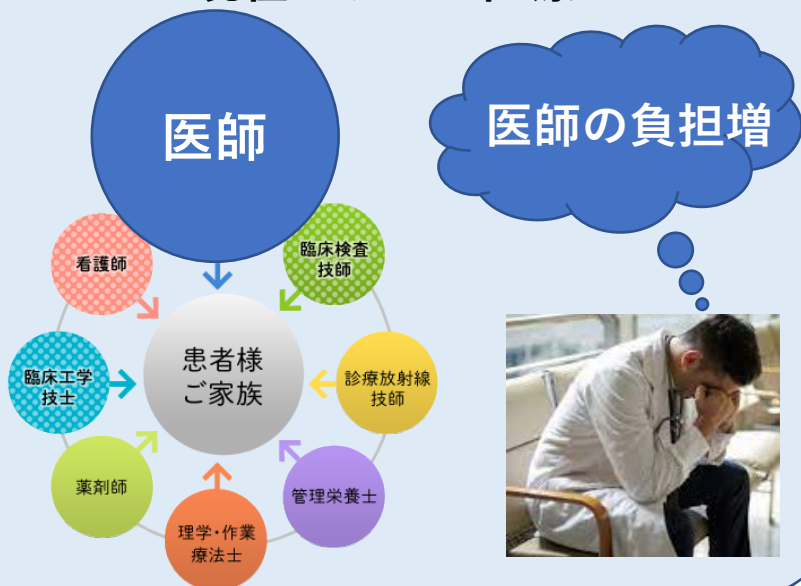 医師
医師の負担増
看護師
臨床検査
技師
患者様
ご家族
臨床工学
技士
診療放射線
技師
薬剤師
管理栄養士
理学・作業
療法士